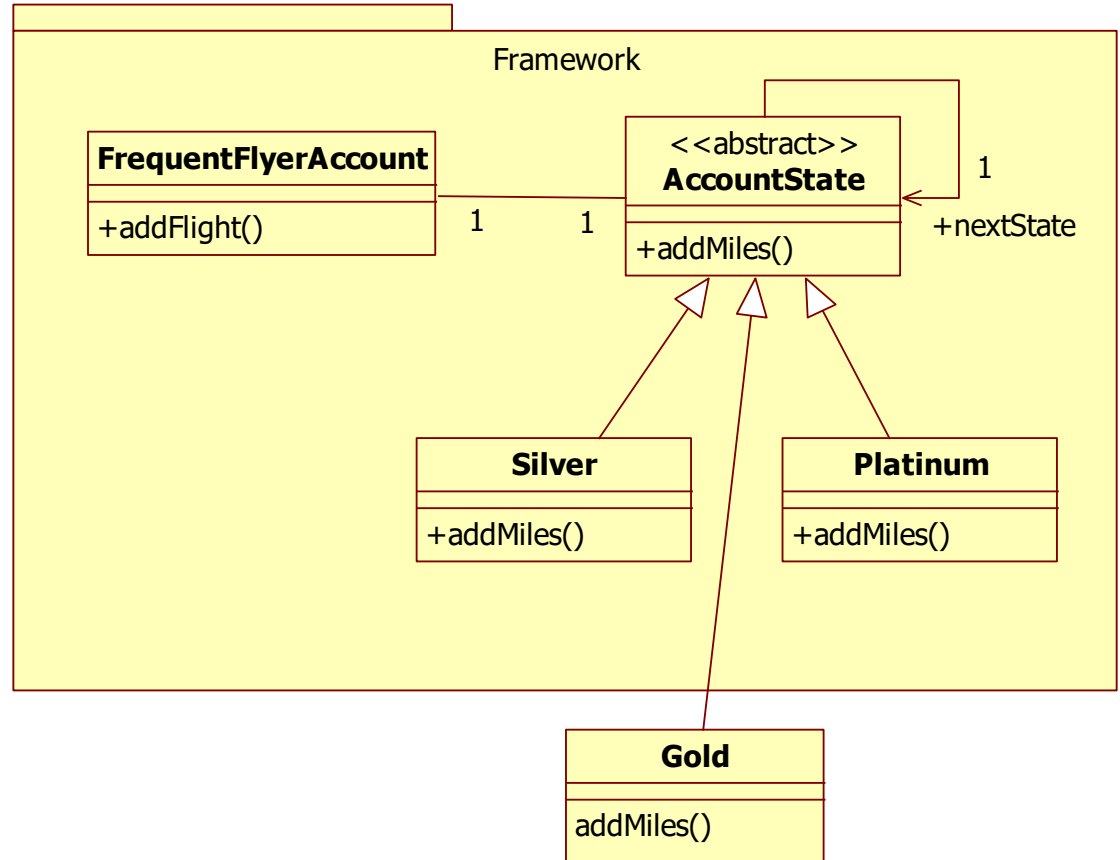 Framework
FrequentFlyerAccount
+addFlight()
1
1
<<abstract>>
AccountState
+addMiles()
1
+nextState
Silver
+addMiles()
Platinum
+addMiles()
Gold
addMiles()